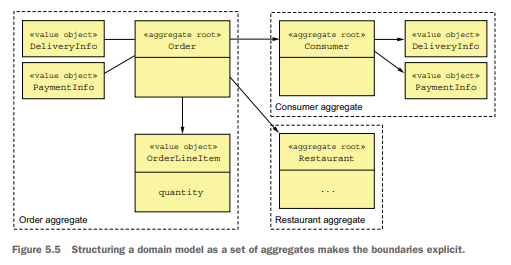 «value object»
DeliveryInfo
«value object»
PaymentInfo
«aggregate root»
Order
«value object»
OrderLineItem
quantity
Order aggregate
«aggregate root»
Consumer
«value object»
DeliveryInfo
«value object»
PaymentInfo
Consumer aggregate
«aggregate root»
Restaurant
...
Restaurant aggregate
Figure 5.5 Structuring a domain model as a set of aggregates makes the boundaries explicit.